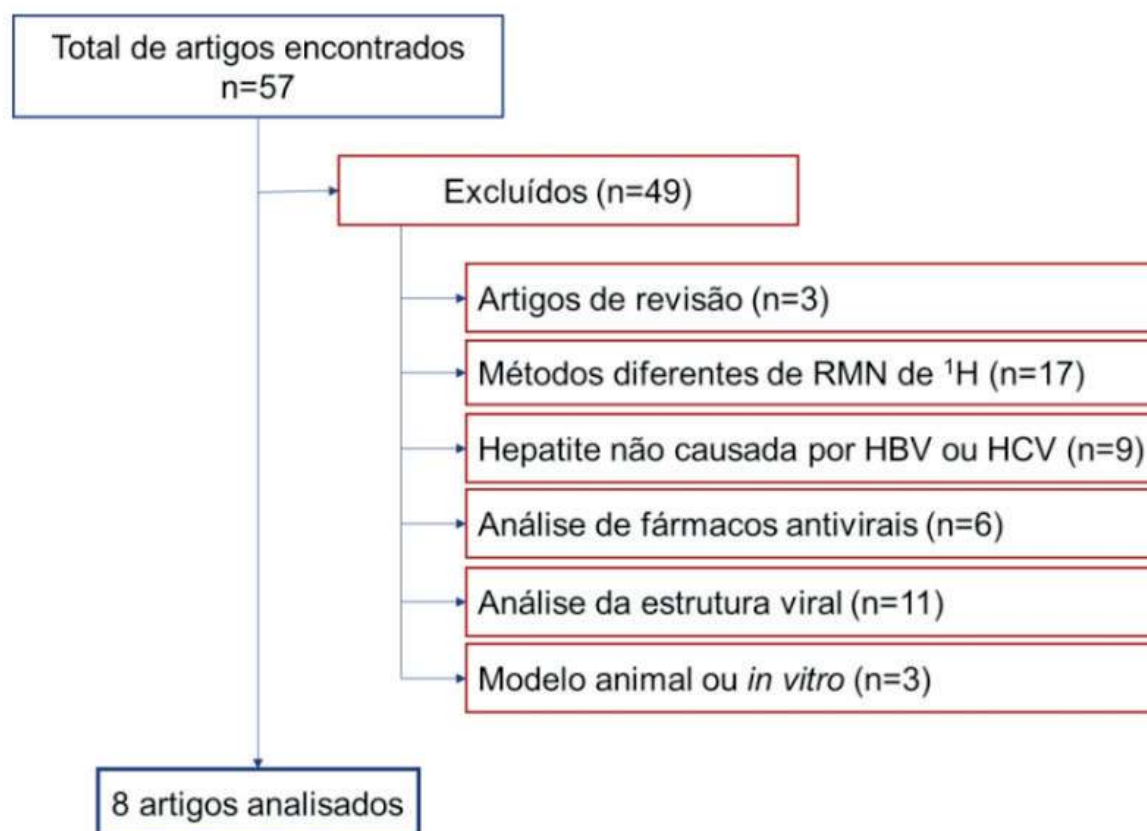 Total de artigos encontrados
n=57
Excluídos (n=49)
Artigos de revisão (n=3)
Métodos diferentes de RMN de ¹H (n=17)
Hepatite não causada por HBV ou HCV (n=9)
Análise de fármacos antivirais (n=6)
Análise da estrutura viral (n=11)
Modelo animal ou in vitro (n=3)
8 artigos analisados